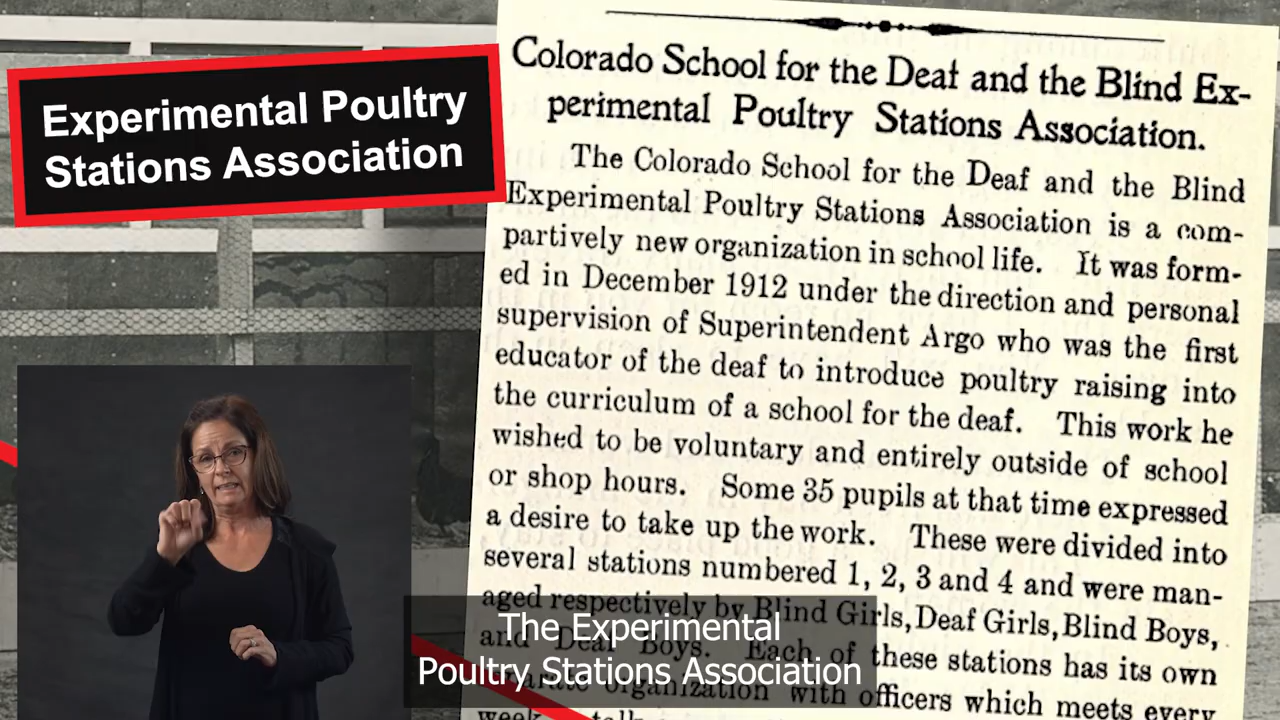 Experimental Poultry
Stations Association
Colorado School for the Deaf and the Blind Ex-
perimental Poultry Stations Association.
The Colorado School for the Deaf and the Blind
Experimental Poultry Stations Association is a com-
partively new organization in school life. It was form-
ed in December 1912 under the direction and personal
supervision of Superintendent Argo who was the first
educator of the deaf to introduce poultry raising into
the curriculum of a school for the deaf. This work he
wished to be voluntary and entirely outside of school
or shop hours. Some 35 pupils at that time expressed
a desire to take up the work. These were divided into
several stations numbered 1, 2, 3 and 4 and were man-
aged respectively by Blind Girls, Deaf Girls, Blind Boys,
and Deaf Boys. Each of these stations has its own
organization with officers which meets every
week
The Experimental
Poultry Stations Association